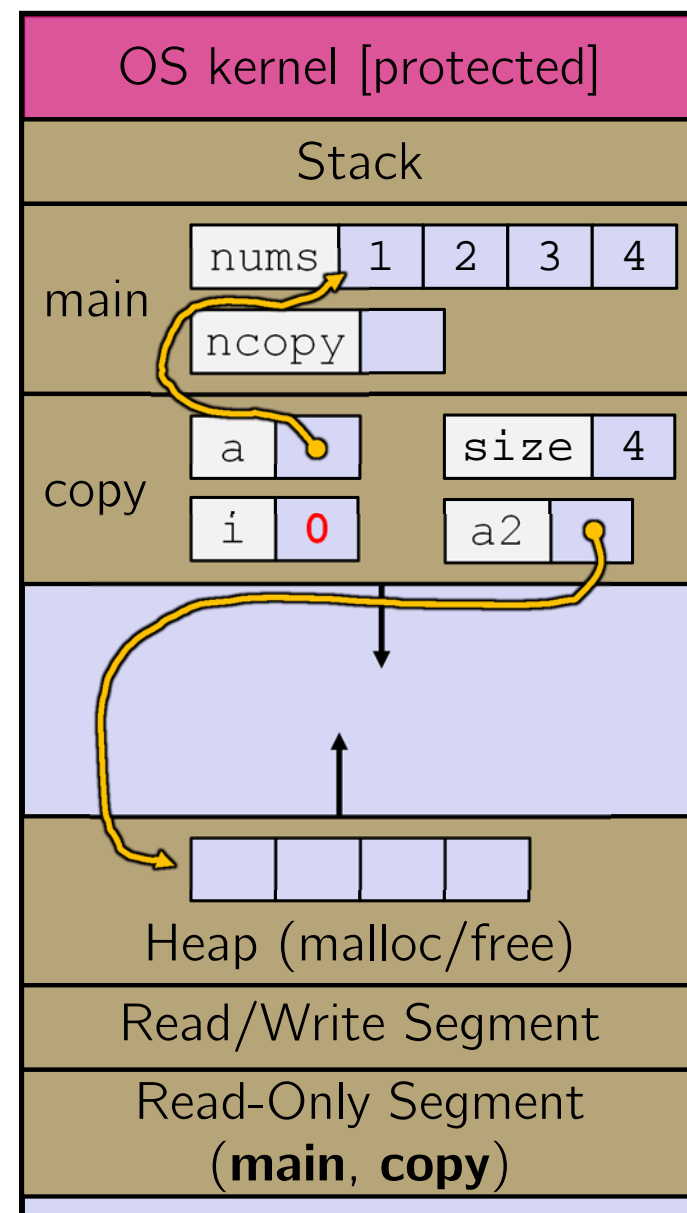 OS kernel [protected]
Stack
main
nums 1 2 3 4
ncopy
copy
a
size 4
i 0
a2
Heap (malloc/free)
Read/Write Segment
Read-Only Segment
(main, copy)